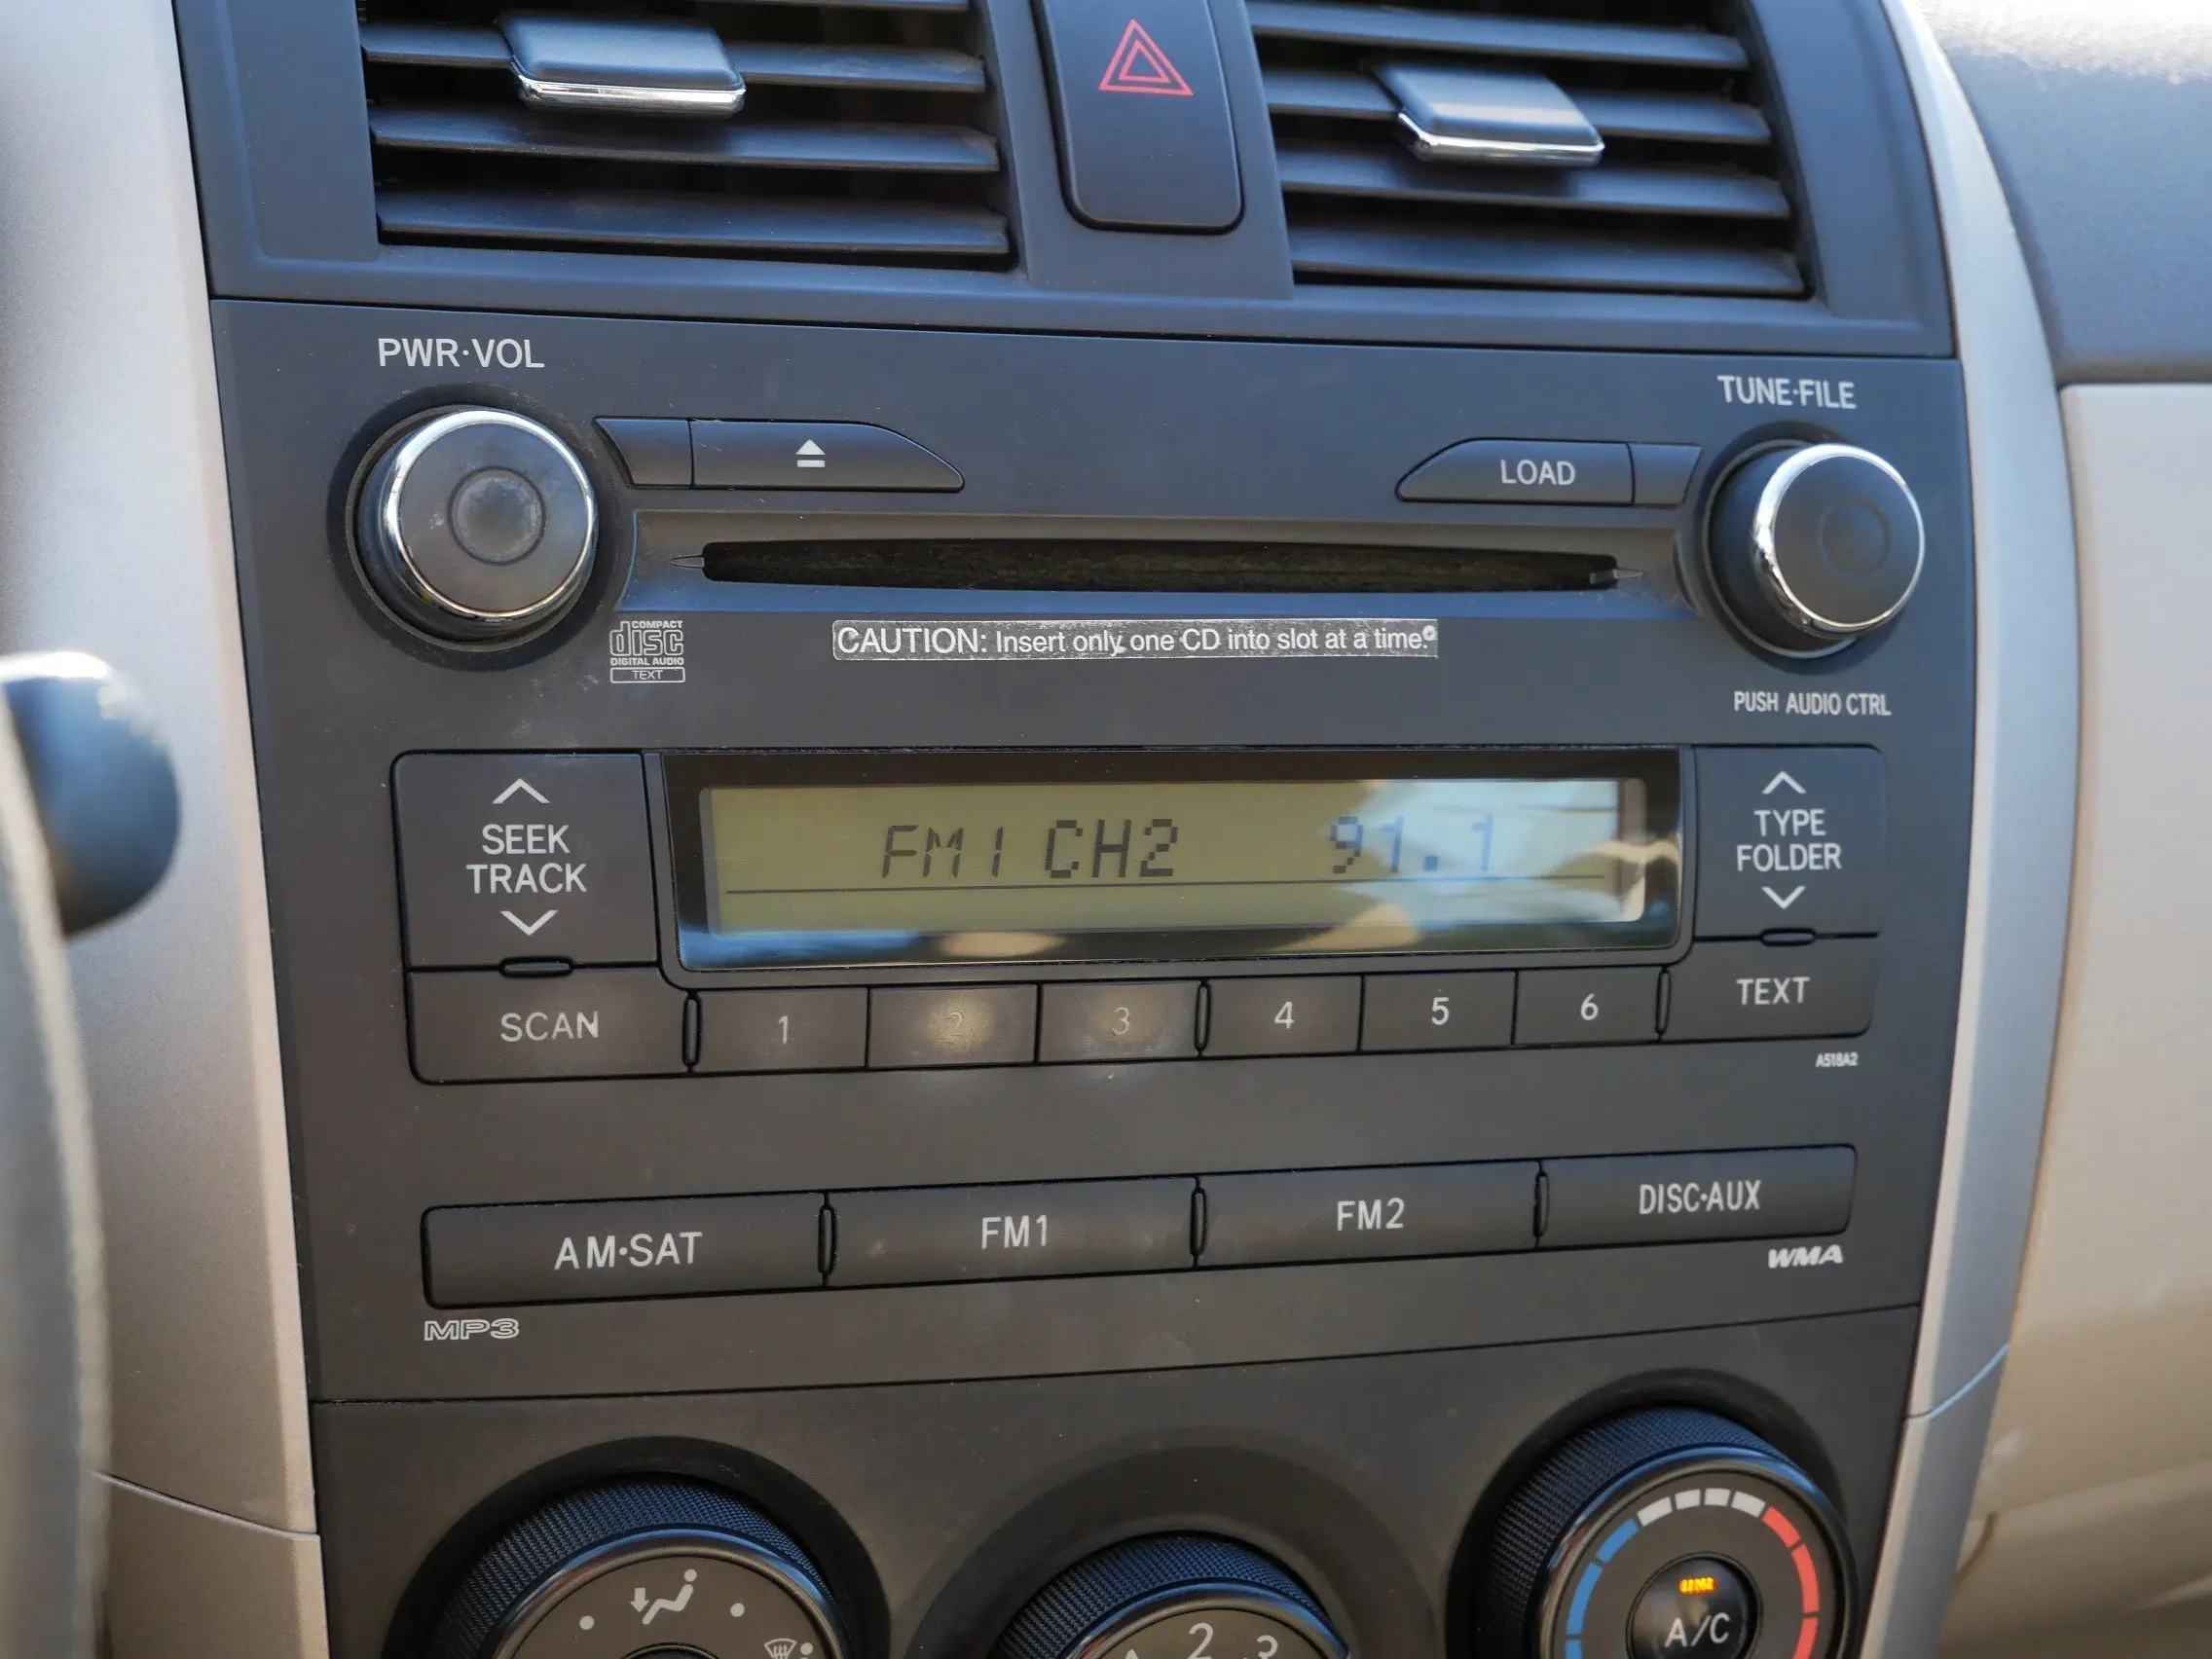 PWR·VOL
TUNE·FILE
LOAD
COMPACT
disc
DIGITAL AUDIO
TEXT
CAUTION: Insert only one CD into slot at a time.
PUSH AUDIO CTRL
SEEK
TRACK
FM1 CH2 91.1
TYPE
FOLDER
SCAN
1
2
3
4
5
6
TEXT
A518A2
AM·SAT
FM1
FM2
DISC·AUX
MP3
WMA
2
3
A/C